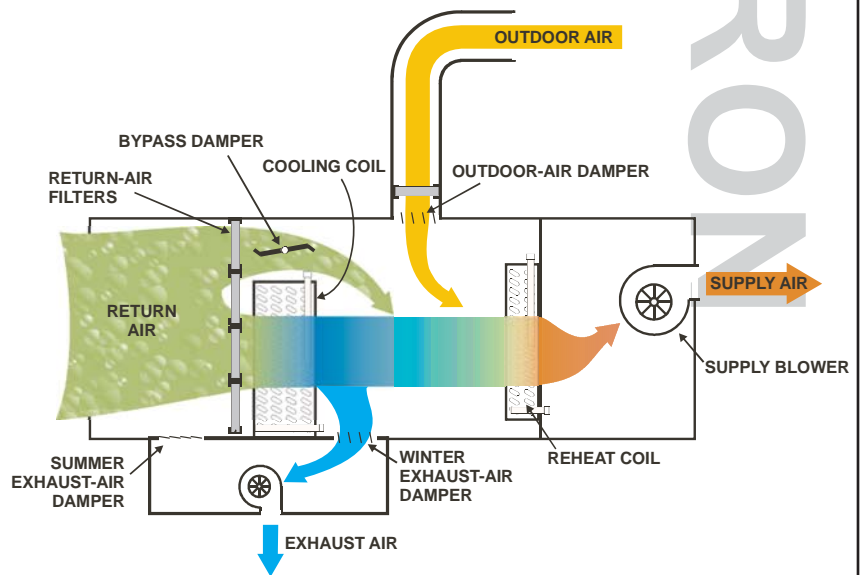 OUTDOOR AIR
BYPASS DAMPER
COOLING COIL
OUTDOOR-AIR DAMPER
RETURN-AIR
FILTERS
RETURN
AIR
SUPPLY AIR
SUPPLY BLOWER
SUMMER
EXHAUST-AIR
DAMPER
WINTER
EXHAUST-AIR
DAMPER
REHEAT COIL
EXHAUST AIR
RON